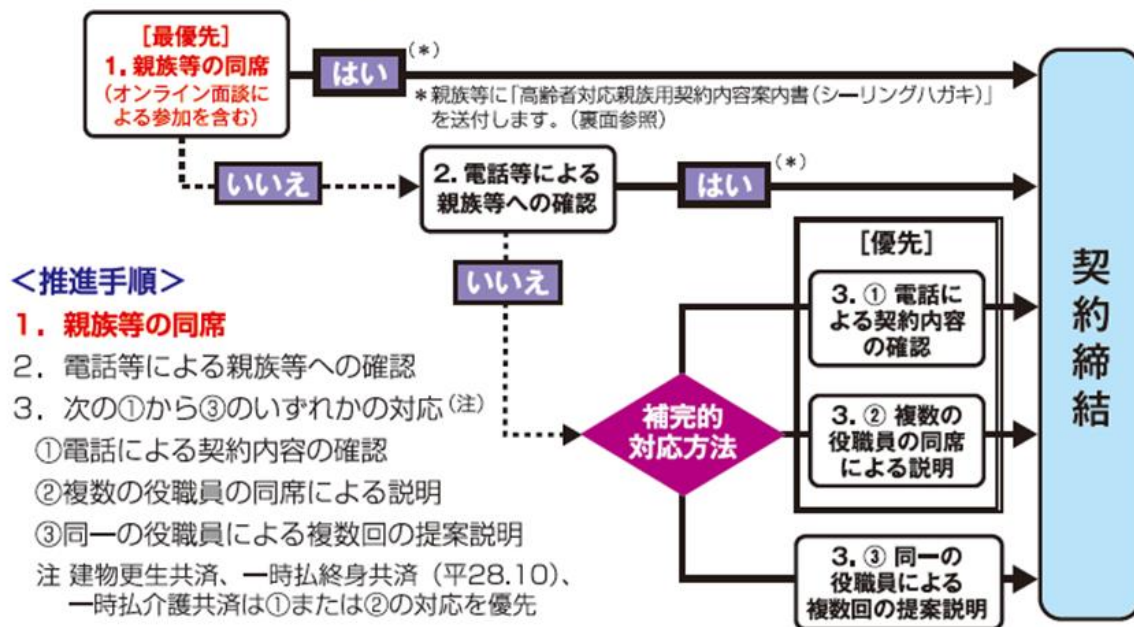 [最優先]
1. 親族等の同席
(オンライン面談に
よる参加を含む)
はい
(*)
*親族等に「高齢者対応親族用契約内容案内書(シーリングハガキ)」
を送付します。(裏面参照)
いいえ
2. 電話等による
親族等への確認
はい
(*)
いいえ
[優先]
3. ① 電話に
よる契約内容
の確認
補完的
対応方法
3. ② 複数の
役職員の同席
による説明
3. ③ 同一の
役職員による
複数回の提案説明
契約締結
<推進手順>
1. 親族等の同席
2. 電話等による親族等への確認
3. 次の①から③のいずれかの対応(注)
①電話による契約内容の確認
②複数の役職員の同席による説明
③同一の役職員による複数回の提案説明
注 建物更生共済、一時払終身共済(平28.10)、
一時払介護共済は①または②の対応を優先